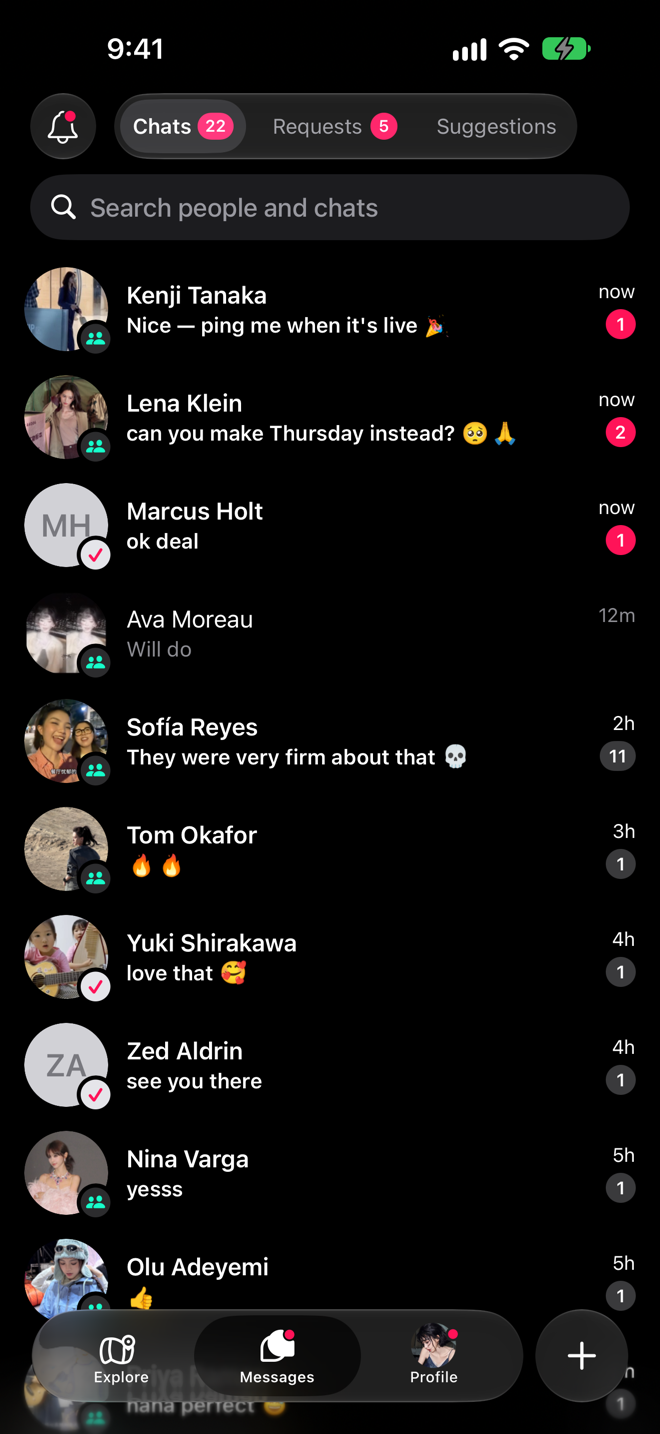 9:41
Chats 22 Requests 5 Suggestions
Search people and chats
Kenji Tanaka now
Nice — ping me when it's live 🎉 1
Lena Klein now
can you make Thursday instead? 🥺 🙏 2
MH
Marcus Holt now
ok deal 1
Ava Moreau 12m
Will do
Sofía Reyes 2h
They were very firm about that 💀 11
Tom Okafor 3h
🔥 🔥 1
Yuki Shirakawa 4h
love that 🥰 1
ZA
Zed Aldrin 4h
see you there 1
Nina Varga 5h
yesss 1
Olu Adeyemi 5h
👍 1
Explore Messages Profile
haha perfect 1